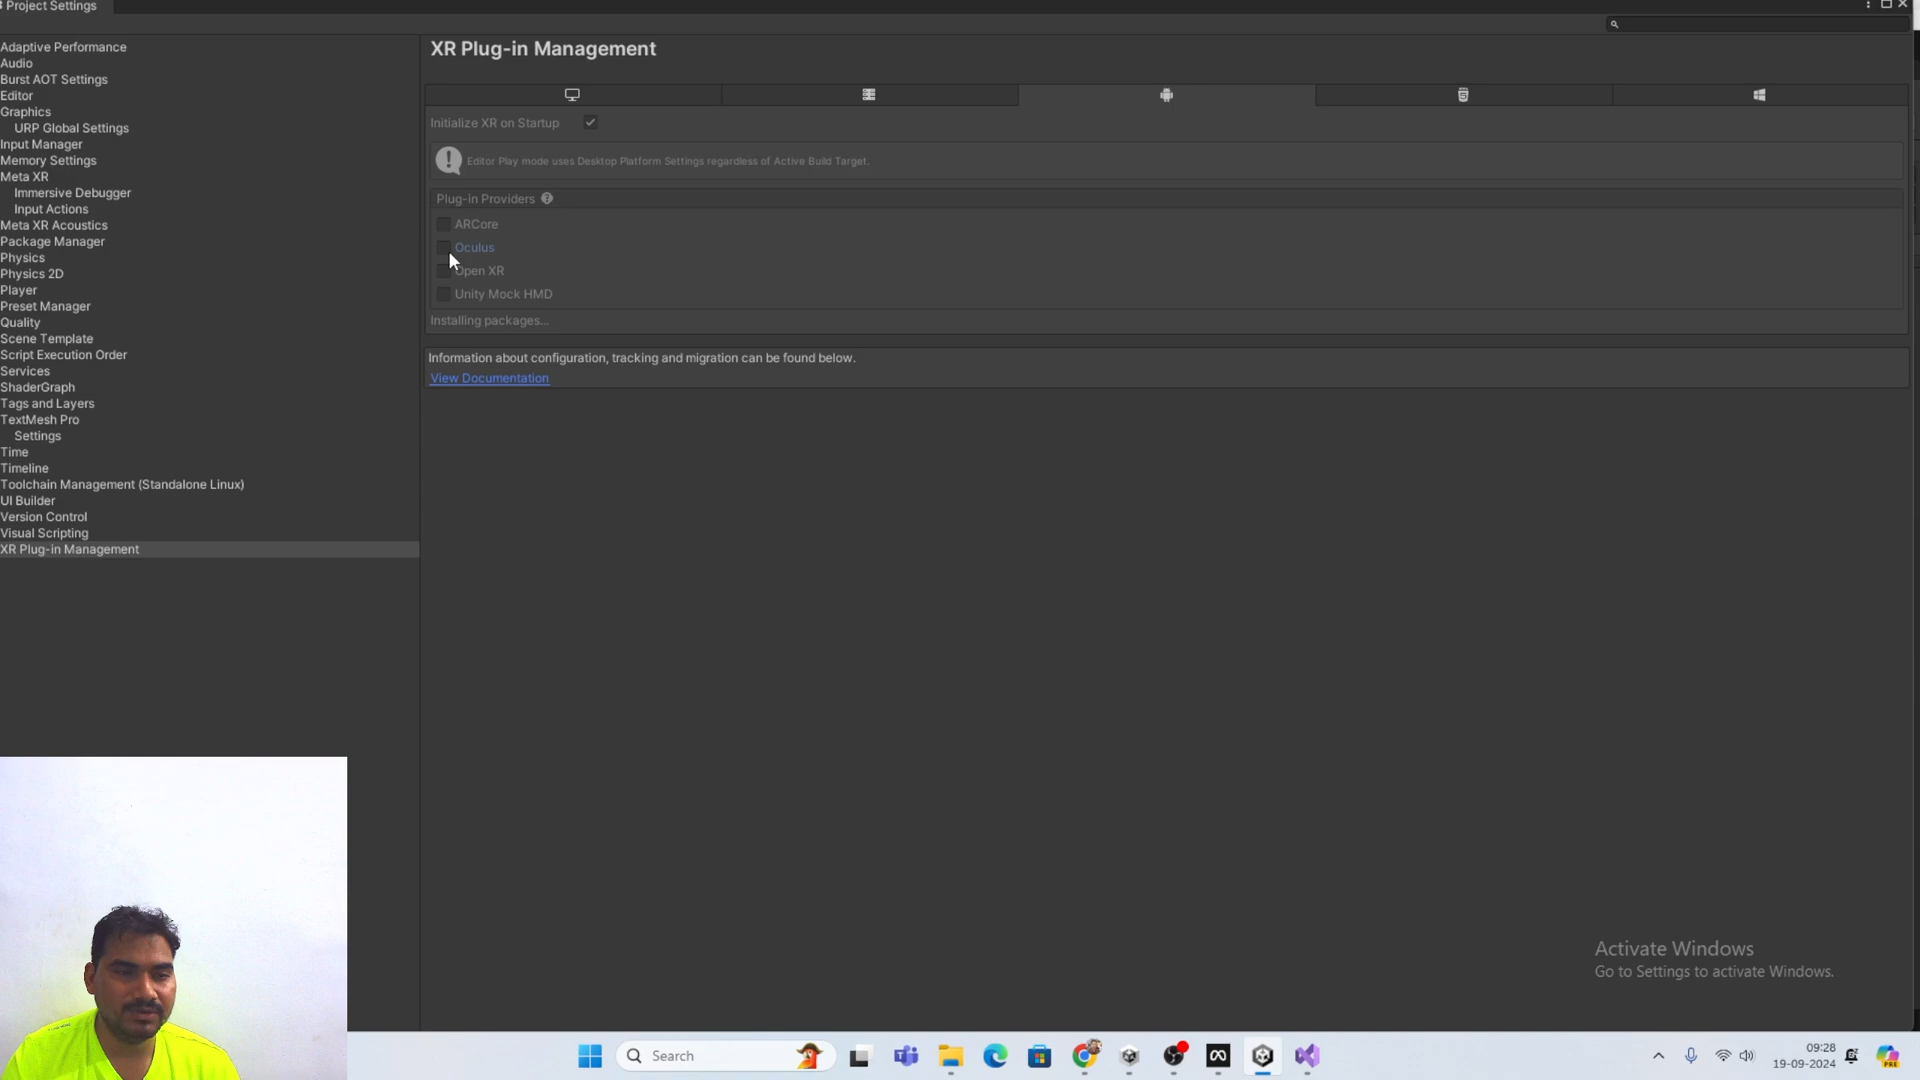 Project Settings
Adaptive Performance
Audio
Burst AOT Settings
Editor
Graphics
URP Global Settings
Input Manager
Memory Settings
Meta XR
Immersive Debugger
Input Actions
Meta XR Acoustics
Package Manager
Physics
Physics 2D
Player
Preset Manager
Quality
Scene Template
Script Execution Order
Services
ShaderGraph
Tags and Layers
TextMesh Pro
Settings
Time
Timeline
Toolchain Management (Standalone Linux)
UI Builder
Version Control
Visual Scripting
XR Plug-in Management
XR Plug-in Management
Initialize XR on Startup
Editor Play mode uses Desktop Platform Settings regardless of Active Build Target.
Plug-in Providers
ARCore
Oculus
Open XR
Unity Mock HMD
Installing packages...
Information about configuration, tracking and migration can be found below.
View Documentation
Activate Windows
Go to Settings to activate Windows.
Search
09:28
19-09-2024
PRE